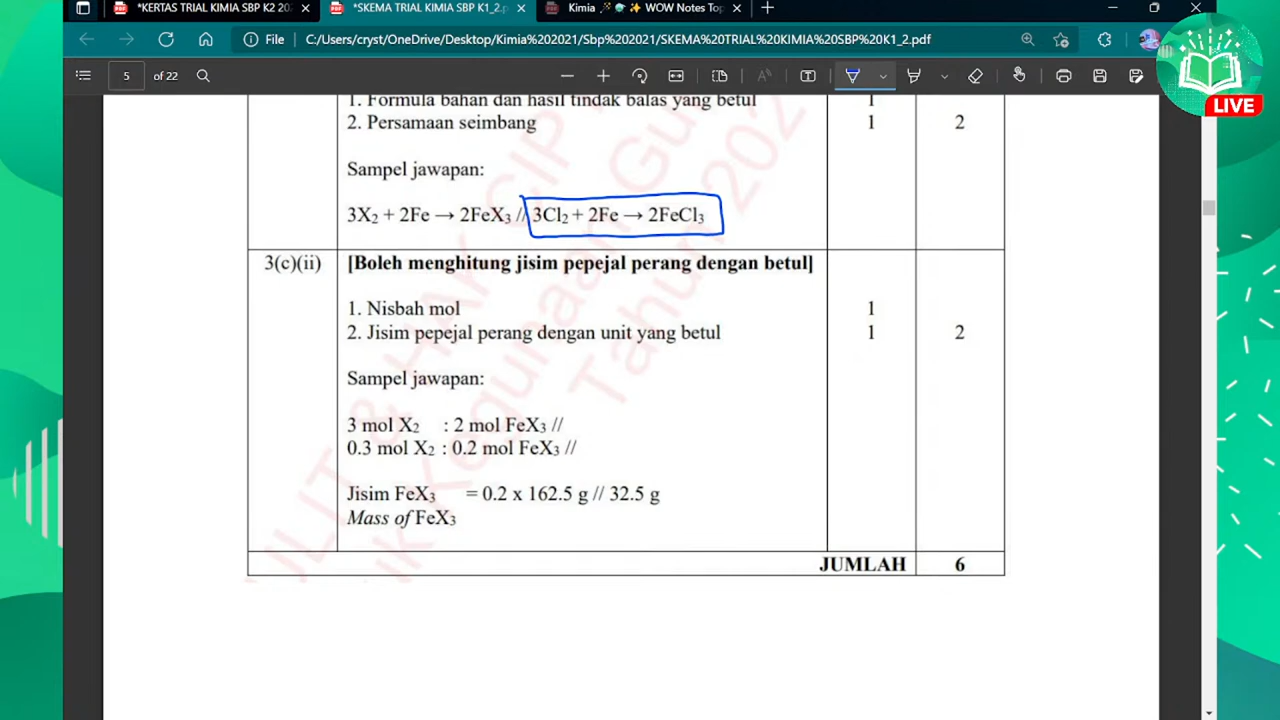 *KERTAS TRIAL KIMIA SBP K2 202
*SKEMA TRIAL KIMIA SBP K1_2.p
Kimia 🪄🎓✨ WOW Notes Top
File
C:/Users/cryst/OneDrive/Desktop/Kimia%202021/Sbp%202021/SKEMA%20TRIAL%20KIMIA%20SBP%20K1_2.pdf
5 of 22
LIVE
1. Formula bahan dan hasil tindak balas yang betul 1
2. Persamaan seimbang 1 2
Sampel jawapan:
3X₂ + 2Fe → 2FeX₃ // 3Cl₂ + 2Fe → 2FeCl₃
3(c)(ii) [Boleh menghitung jisim pepejal perang dengan betul]
1. Nisbah mol 1
2. Jisim pepejal perang dengan unit yang betul 1 2
Sampel jawapan:
3 mol X₂ : 2 mol FeX₃ //
0.3 mol X₂ : 0.2 mol FeX₃ //
Jisim FeX₃ = 0.2 x 162.5 g // 32.5 g
Mass of FeX₃
JUMLAH 6